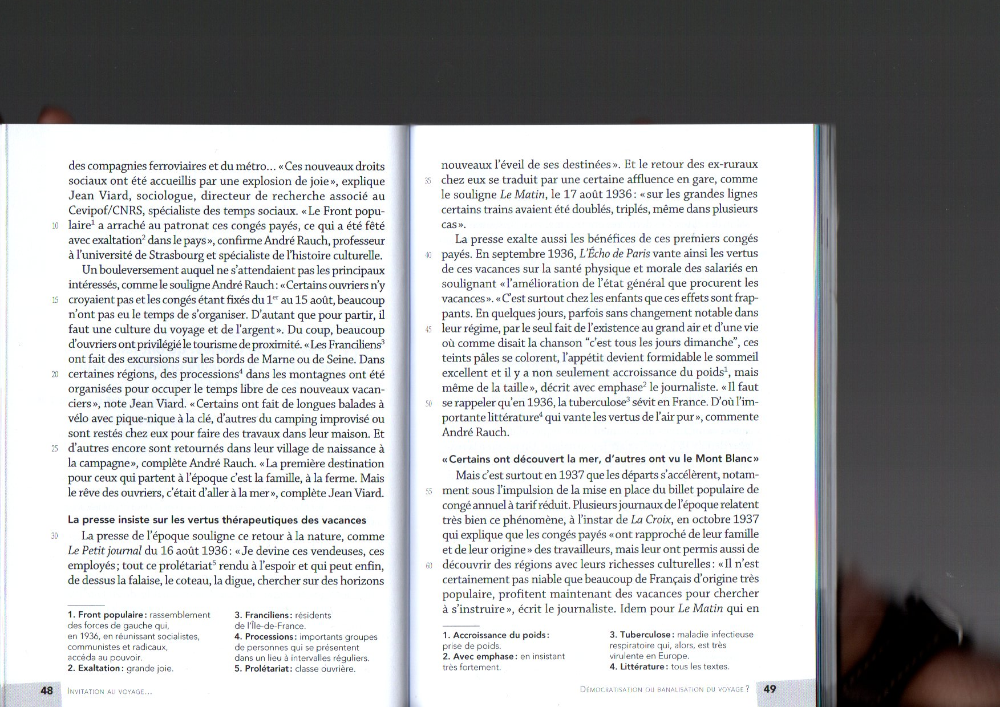 des compagnies ferroviaires et du métro... « Ces nouveaux droits
sociaux ont été accueillis par une explosion de joie », explique
Jean Viard, sociologue, directeur de recherche associé au
Cevipof/CNRS, spécialiste des temps sociaux. « Le Front popu-
10 laire¹ a arraché au patronat ces congés payés, ce qui a été fêté
avec exaltation² dans le pays », confirme André Rauch, professeur
à l'université de Strasbourg et spécialiste de l'histoire culturelle.
Un bouleversement auquel ne s'attendaient pas les principaux
intéressés, comme le souligne André Rauch : « Certains ouvriers n'y
15 croyaient pas et les congés étant fixés du 1er au 15 août, beaucoup
n'ont pas eu le temps de s'organiser. D'autant que pour partir, il
faut une culture du voyage et de l'argent ». Du coup, beaucoup
d'ouvriers ont privilégié le tourisme de proximité. « Les Franciliens³
ont fait des excursions sur les bords de Marne ou de Seine. Dans
20 certaines régions, des processions⁴ dans les montagnes ont été
organisées pour occuper le temps libre de ces nouveaux vacan-
ciers », note Jean Viard. « Certains ont fait de longues balades à
vélo avec pique-nique à la clé, d'autres du camping improvisé ou
sont restés chez eux pour faire des travaux dans leur maison. Et
25 d'autres encore sont retournés dans leur village de naissance à
la campagne », complète André Rauch. « La première destination
pour ceux qui partent à l'époque c'est la famille, à la ferme. Mais
le rêve des ouvriers, c'était d'aller à la mer », complète Jean Viard.
La presse insiste sur les vertus thérapeutiques des vacances
30 La presse de l'époque souligne ce retour à la nature, comme
Le Petit journal du 16 août 1936 : « Je devine ces vendeuses, ces
employés ; tout ce prolétariat⁵ rendu à l'espoir et qui peut enfin,
de dessus la falaise, le coteau, la digue, chercher sur des horizons
1. Front populaire : rassemblement
des forces de gauche qui,
en 1936, en réunissant socialistes,
communistes et radicaux,
accéda au pouvoir.
2. Exaltation : grande joie.
3. Franciliens : résidents
de l'Île-de-France.
4. Processions : importants groupes
de personnes qui se présentent
dans un lieu à intervalles réguliers.
5. Prolétariat : classe ouvrière.
48 INVITATION AU VOYAGE...
nouveaux l'éveil de ses destinées ». Et le retour des ex-ruraux
35 chez eux se traduit par une certaine affluence en gare, comme
le souligne Le Matin, le 17 août 1936 : « sur les grandes lignes
certains trains avaient été doublés, triplés, même dans plusieurs
cas ».
La presse exalte aussi les bénéfices de ces premiers congés
40 payés. En septembre 1936, L'Écho de Paris vante ainsi les vertus
de ces vacances sur la santé physique et morale des salariés en
soulignant « l'amélioration de l'état général que procurent les
vacances ». « C'est surtout chez les enfants que ces effets sont frap-
pants. En quelques jours, parfois sans changement notable dans
45 leur régime, par le seul fait de l'existence au grand air et d'une vie
où comme disait la chanson “c'est tous les jours dimanche”, ces
teints pâles se colorent, l'appétit devient formidable le sommeil
excellent et il y a non seulement accroissance du poids¹, mais
même de la taille », décrit avec emphase² le journaliste. « Il faut
50 se rappeler qu'en 1936, la tuberculose³ sévit en France. D'où l'im-
portante littérature⁴ qui vante les vertus de l'air pur », commente
André Rauch.
« Certains ont découvert la mer, d'autres ont vu le Mont Blanc »
Mais c'est surtout en 1937 que les départs s'accélèrent, notam-
55 ment sous l'impulsion de la mise en place du billet populaire de
congé annuel à tarif réduit. Plusieurs journaux de l'époque relatent
très bien ce phénomène, à l'instar de La Croix, en octobre 1937
qui explique que les congés payés « ont rapproché de leur famille
et de leur origine » des travailleurs, mais leur ont permis aussi de
60 découvrir des régions avec leurs richesses culturelles : « Il n'est
certainement pas niable que beaucoup de Français d'origine très
populaire, profitent maintenant des vacances pour chercher
à s'instruire », écrit le journaliste. Idem pour Le Matin qui en
1. Accroissance du poids :
prise de poids.
2. Avec emphase : en insistant
très fortement.
3. Tuberculose : maladie infectieuse
respiratoire qui, alors, est très
virulente en Europe.
4. Littérature : tous les textes.
DÉMOCRATISATION OU BANALISATION DU VOYAGE ? 49